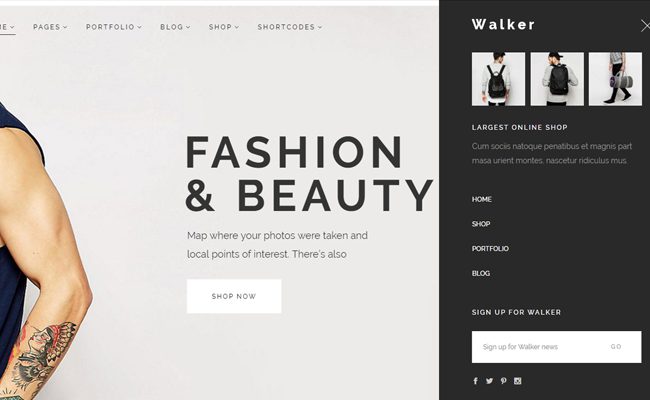 PAGES
PORTFOLIO
BLOG
SHOP
SHORTCODES
FASHION
& BEAUTY
Map where your photos were taken and
local points of interest. There's also
SHOP NOW
Walker
LARGEST ONLINE SHOP
Cum sociis natoque penatibus et magnis part
masa urient montes, nascetur ridiculus mus.
HOME
SHOP
PORTFOLIO
BLOG
SIGN UP FOR WALKER
Sign up for Walker news
GO